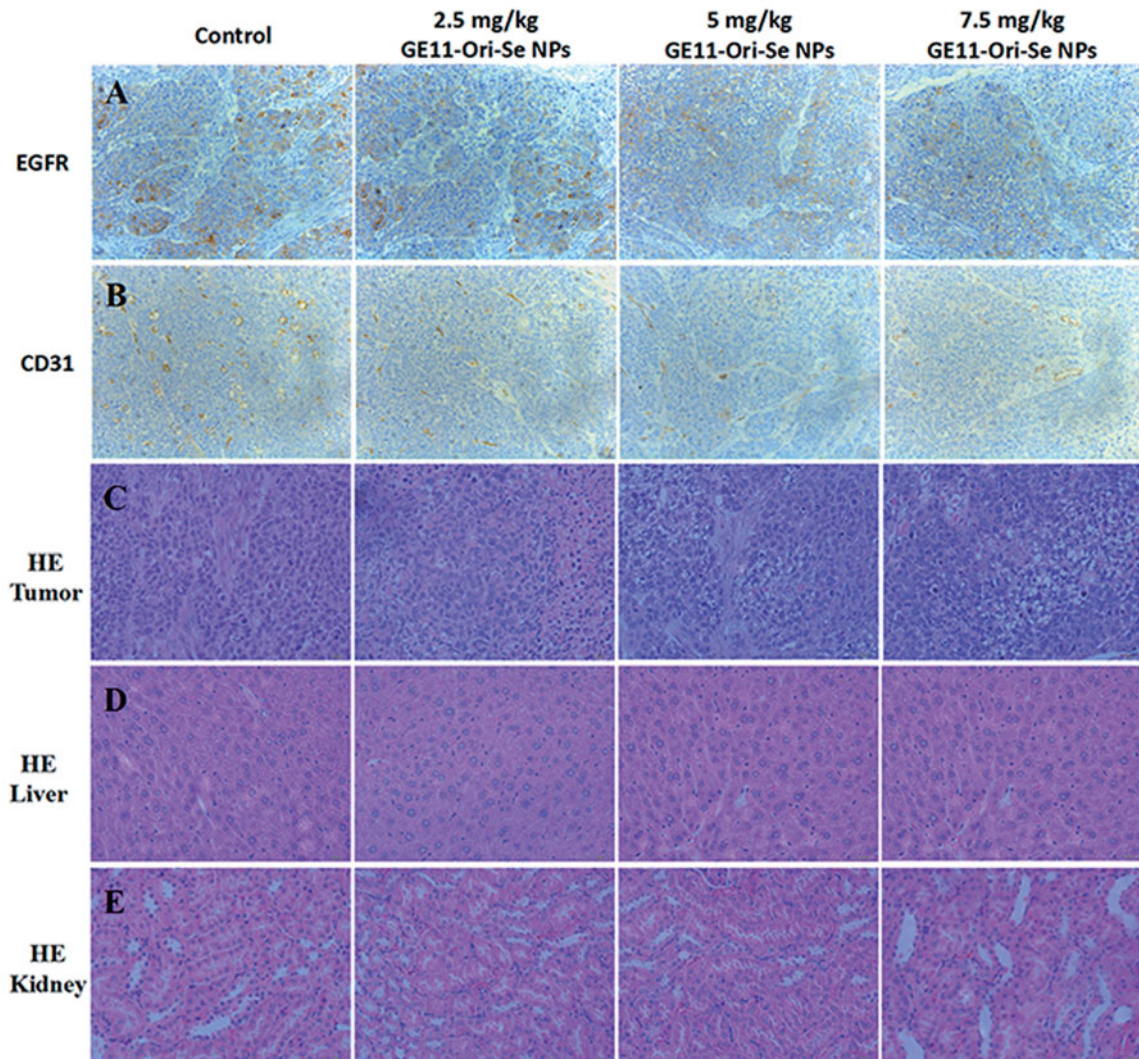 Control
2.5 mg/kg
GE11-Ori-Se NPs
5 mg/kg
GE11-Ori-Se NPs
7.5 mg/kg
GE11-Ori-Se NPs
A
EGFR
B
CD31
C
HE
Tumor
D
HE
Liver
E
HE
Kidney